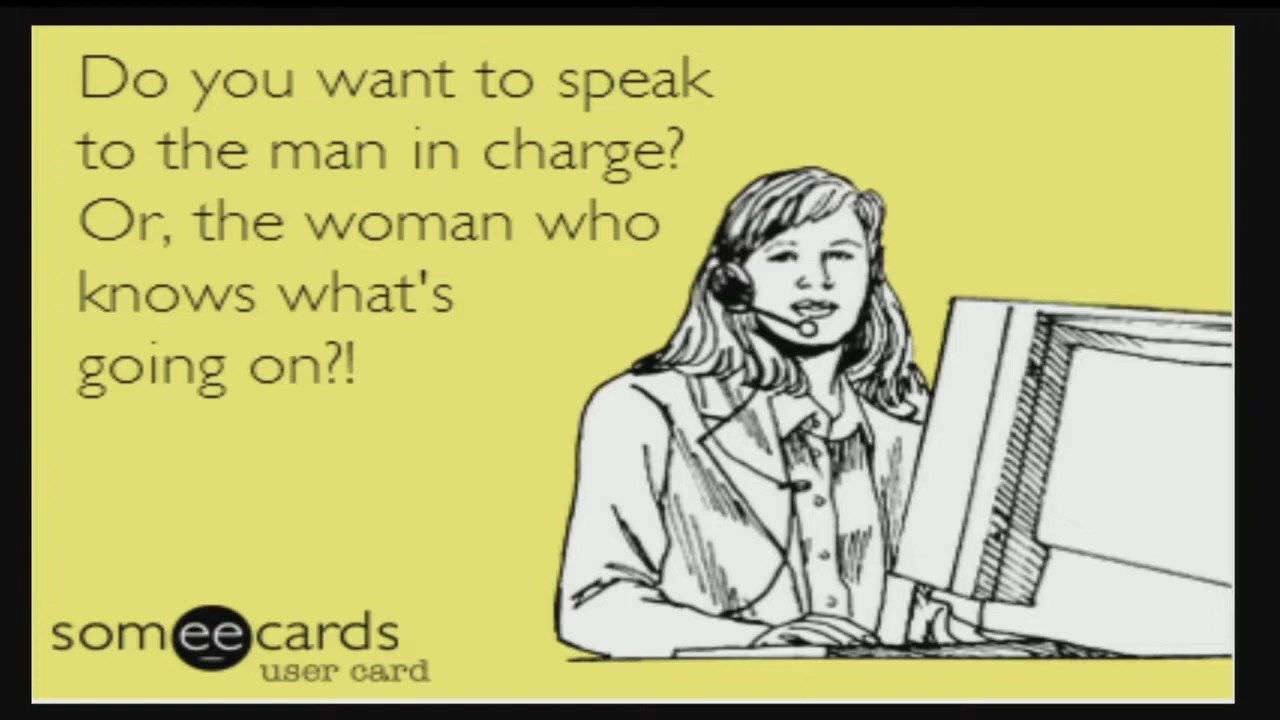 Do you want to speak
to the man in charge?
Or, the woman who
knows what's
going on?!
someecards
user card